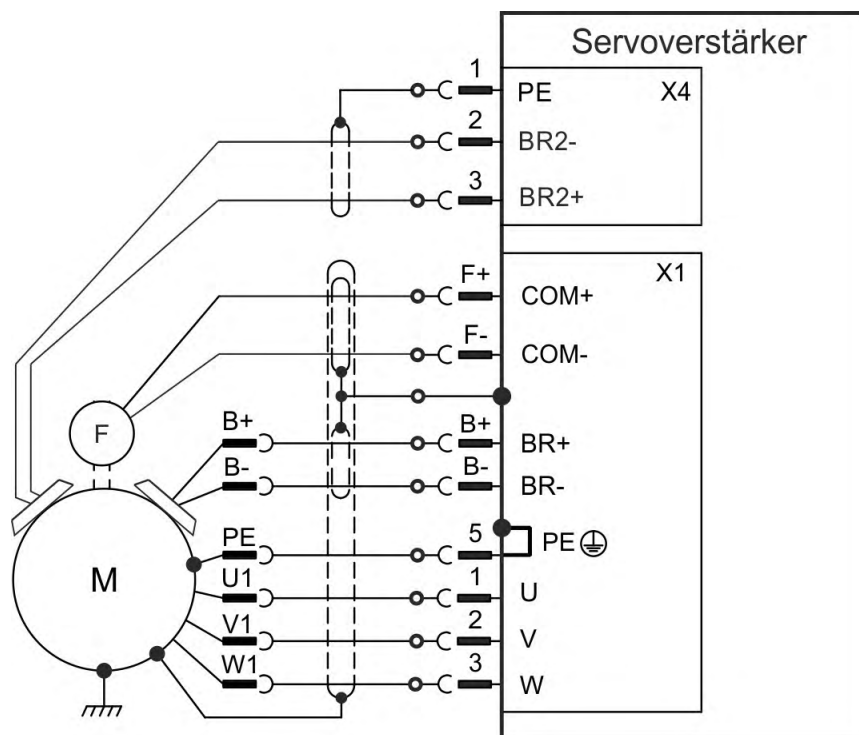 Servoverstärker
1 PE X4
2 BR2-
3 BR2+
X1
F+ COM+
F- COM-
F
B+ B+ BR+
B- B- BR-
PE 5 PE
M
U1 1 U
V1 2 V
W1 3 W